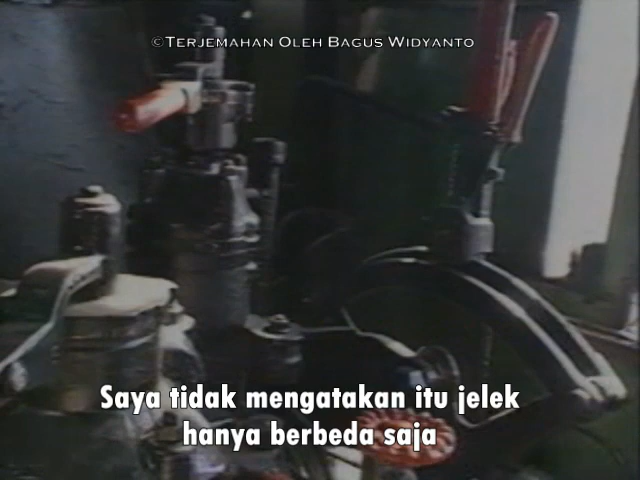 ©Terjemahan Oleh Bagus Widyanto
Saya tidak mengatakan itu jelek
hanya berbeda saja